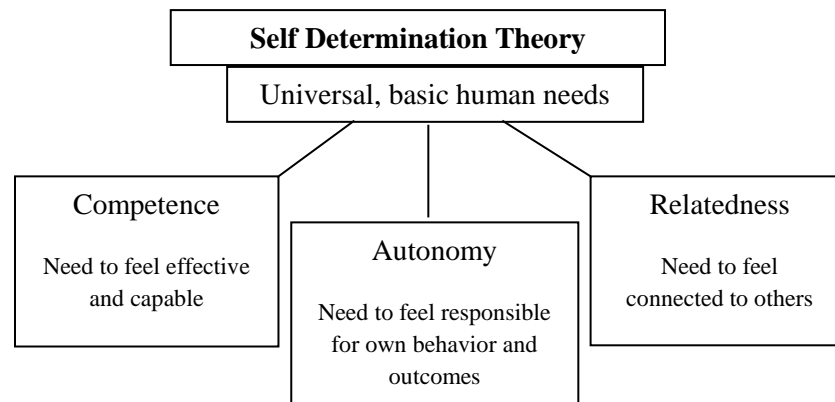 Self Determination Theory
Universal, basic human needs
Competence
Need to feel effective
and capable
Autonomy
Need to feel responsible
for own behavior and
outcomes
Relatedness
Need to feel
connected to others